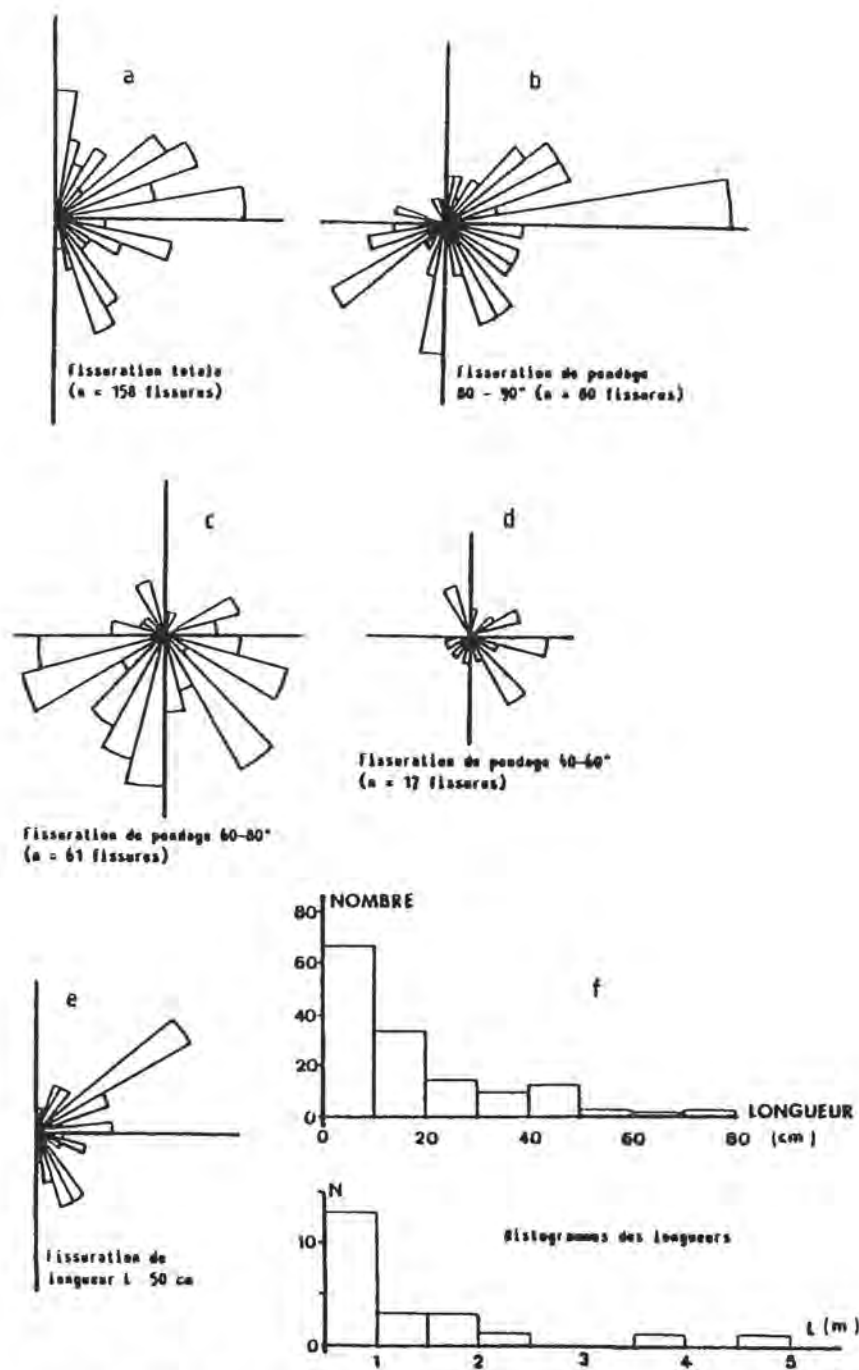 a
b
Fissuration totale
(n = 158 fissures)
Fissuration de pendage
80 - 90° (n = 80 fissures)
c
d
Fissuration de pendage 40-60°
(n = 17 fissures)
Fissuration de pendage 60-80°
(n = 61 fissures)
e
Fissuration de
longueur L 50 cm
NOMBRE
80
60
40
20
0
f
LONGUEUR
0 20 40 60 80 (cm)
N
10
0
Histogrammes des longueurs
L (m)
1 2 3 4 5